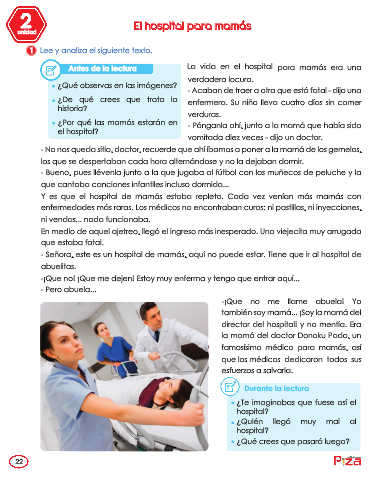 2
unidad
El hospital para mamás
1 Lee y analiza el siguiente texto.
Antes de la lectura
¿Qué observas en las imágenes?
¿De qué crees que trata la
historia?
¿Por qué las mamás estarán en
el hospital?
La vida en el hospital para mamás era una
verdadera locura.
- Acaban de traer a otra que está fatal - dijo una
enfermera. Su niño lleva cuatro días sin comer
verduras.
- Pónganla ahí, junto a la mamá que había sido
vomitada diez veces - dijo un doctor.
- No nos queda sitio, doctor, recuerde que ahí íbamos a poner a la mamá de los gemelos,
los que se despertaban cada hora alternándose y no la dejaban dormir.
- Bueno, pues llévenla junto a la que jugaba al fútbol con los muñecos de peluche y la
que cantaba canciones infantiles incluso dormida...
Y es que el hospital de mamás estaba repleto. Cada vez venían más mamás con
enfermedades más raras. Los médicos no encontraban curas: ni pastillas, ni inyecciones,
ni vendas... nada funcionaba.
En medio de aquel ajetreo, llegó el ingreso más inesperado. Una viejecita muy arrugada
que estaba fatal.
- Señora, este es un hospital de mamás, aquí no puede estar. Tiene que ir al hospital de
abuelitas.
-¡Que no! ¡Que me dejen! Estoy muy enferma y tengo que entrar aquí...
- Pero abuela...
-¡Que no me llame abuela! Yo
también soy mamá... ¡Soy la mamá del
director del hospital! y no mentía. Era
la mamá del doctor Danoku Pado, un
famosísimo médico para mamás, así
que los médicos dedicaron todos sus
esfuerzos a salvarla.
Durante la lectura
¿Te imaginabas que fuese así el
hospital?
¿Quién llegó muy mal al
hospital?
¿Qué crees que pasará luego?
22
Piza